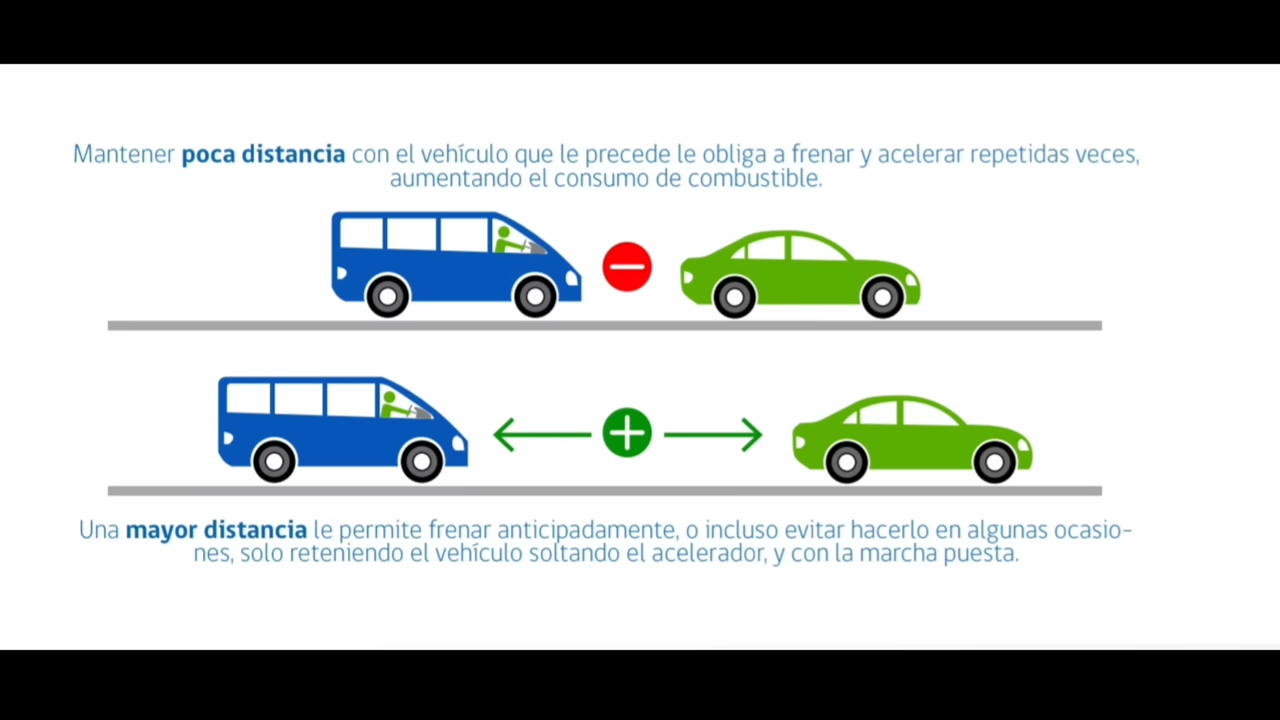 Mantener poca distancia con el vehículo que le precede le obliga a frenar y acelerar repetidas veces,
aumentando el consumo de combustible.
Una mayor distancia le permite frenar anticipadamente, o incluso evitar hacerlo en algunas ocasio-
nes, solo reteniendo el vehículo soltando el acelerador, y con la marcha puesta.